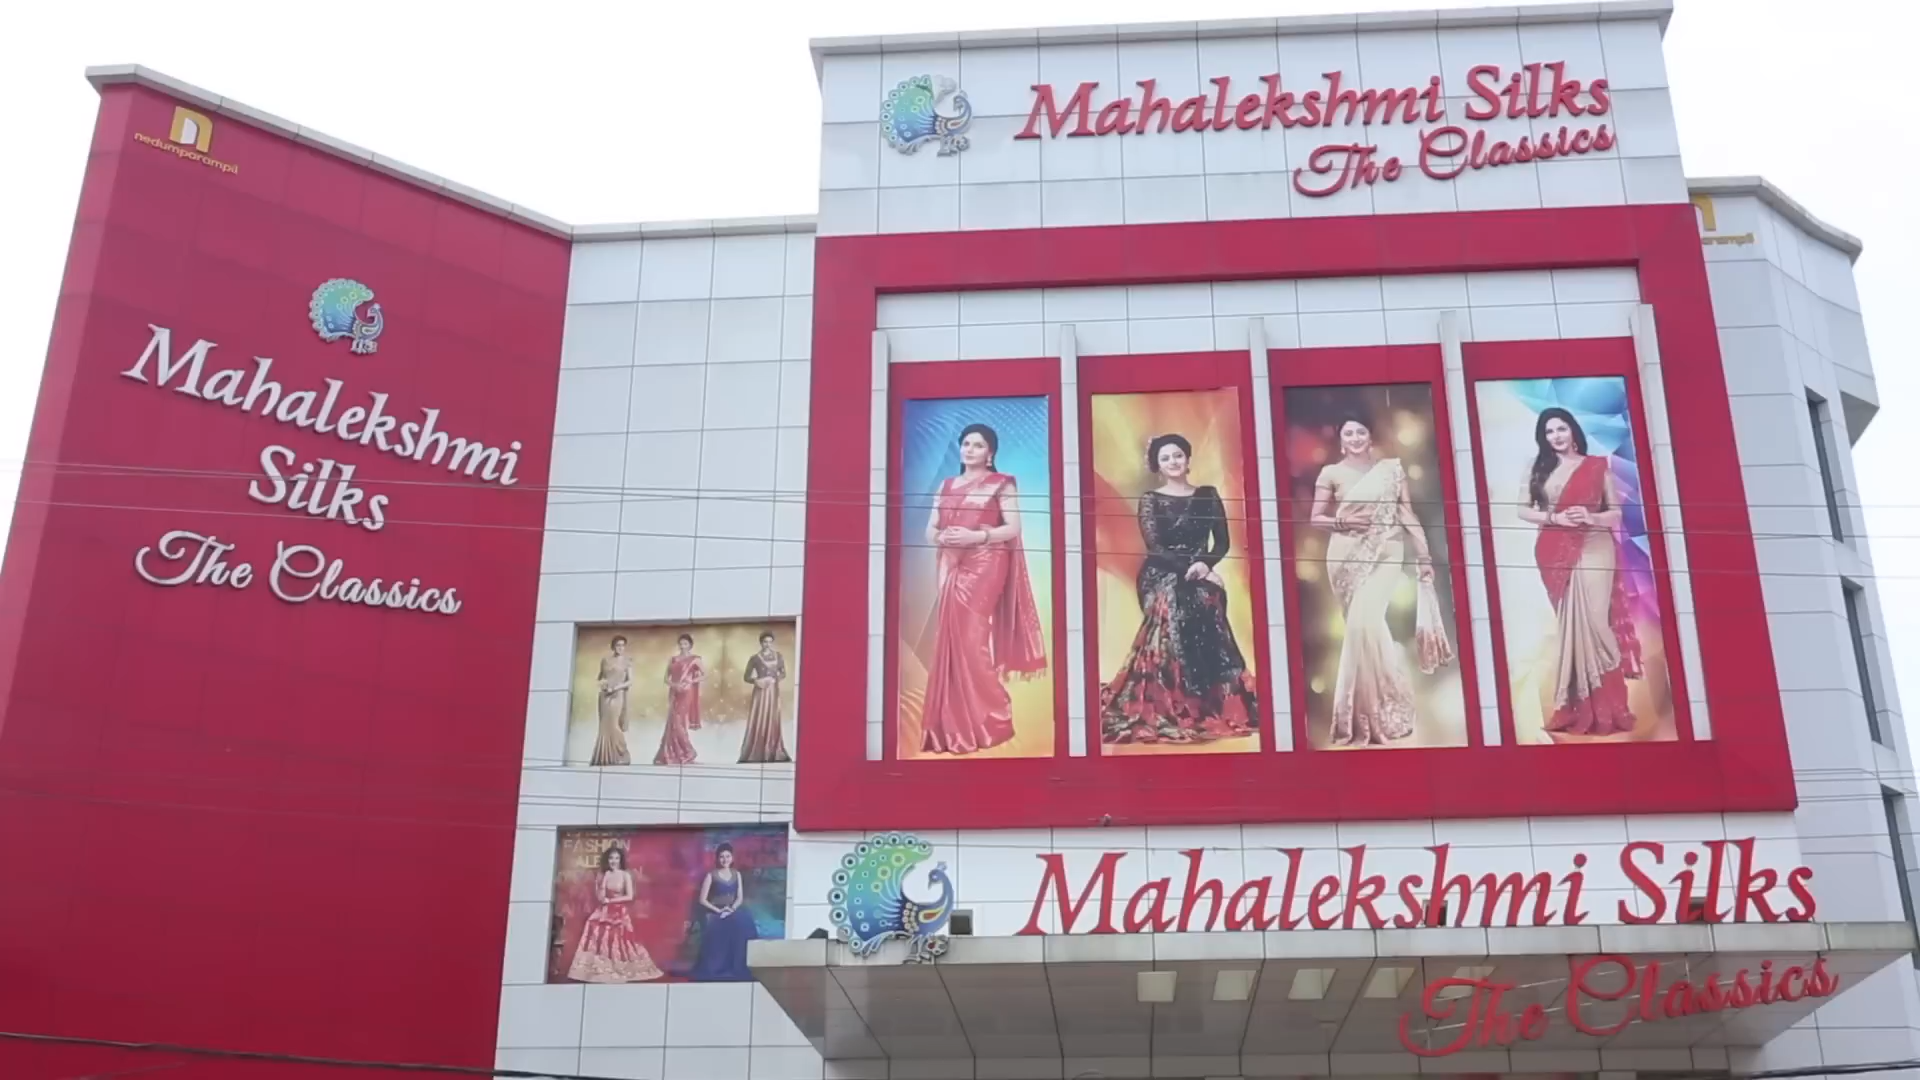 nedumparampil
Mahalekshmi
Silks
The Classics
Mahalekshmi Silks
The Classics
FASHION
Mahalekshmi Silks
The Classics